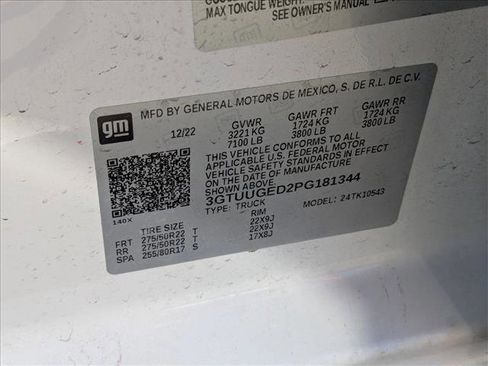 MAX TONGUE WEIGHT
SEE OWNER'S MANUAL
gm
MFD BY GENERAL MOTORS DE MEXICO, S. DE R.L. DE C.V.
12/22 GVWR GAWR FRT GAWR RR
3221 KG 1724 KG 1724 KG
7100 LB 3800 LB 3800 LB
THIS VEHICLE CONFORMS TO ALL
APPLICABLE U.S. FEDERAL MOTOR
VEHICLE SAFETY STANDARDS IN EFFECT
ON THE DATE OF MANUFACTURE SHOWN
ABOVE.
3GTUUGED2PG181344
TYPE: TRUCK MODEL: 24TK10543
140X
TIRE SIZE RIM
FRT 275/50R22 T 22X9J
RR 275/50R22 T 22X9J
SPA 255/80R17 S 17X8J